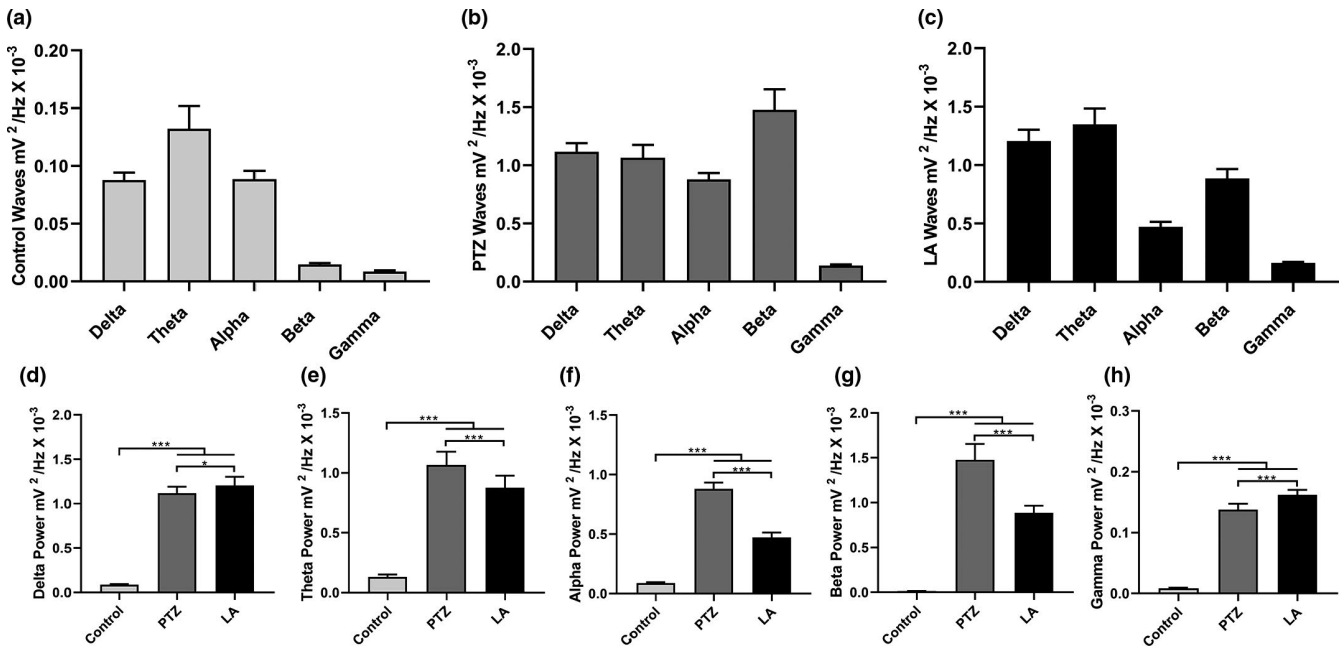 (a)
Control Waves mV 2 /Hz X 10-3
0.20
0.15
0.10
0.05
0.00
Delta
Theta
Alpha
Beta
Gamma
(b)
PTZ Waves mV 2 /Hz X 10-3
2.0
1.5
1.0
0.5
0.0
Delta
Theta
Alpha
Beta
Gamma
(c)
LA Waves mV 2 /Hz X 10-3
2.0
1.5
1.0
0.5
0.0
Delta
Theta
Alpha
Beta
Gamma
(d)
Delta Power mV 2 /Hz X 10-3
2.0
1.5
1.0
0.5
0.0
***
*
Control
PTZ
LA
(e)
Theta Power mV 2 /Hz X 10-3
1.5
1.0
0.5
0.0
***
***
Control
PTZ
LA
(f)
Alpha Power mV 2 /Hz X 10-3
1.5
1.0
0.5
0.0
***
***
Control
PTZ
LA
(g)
Beta Power mV 2 /Hz X 10-3
2.0
1.5
1.0
0.5
0.0
***
***
Control
PTZ
LA
(h)
Gamma Power mV 2 /Hz X 10-3
0.3
0.2
0.1
0.0
***
***
Control
PTZ
LA